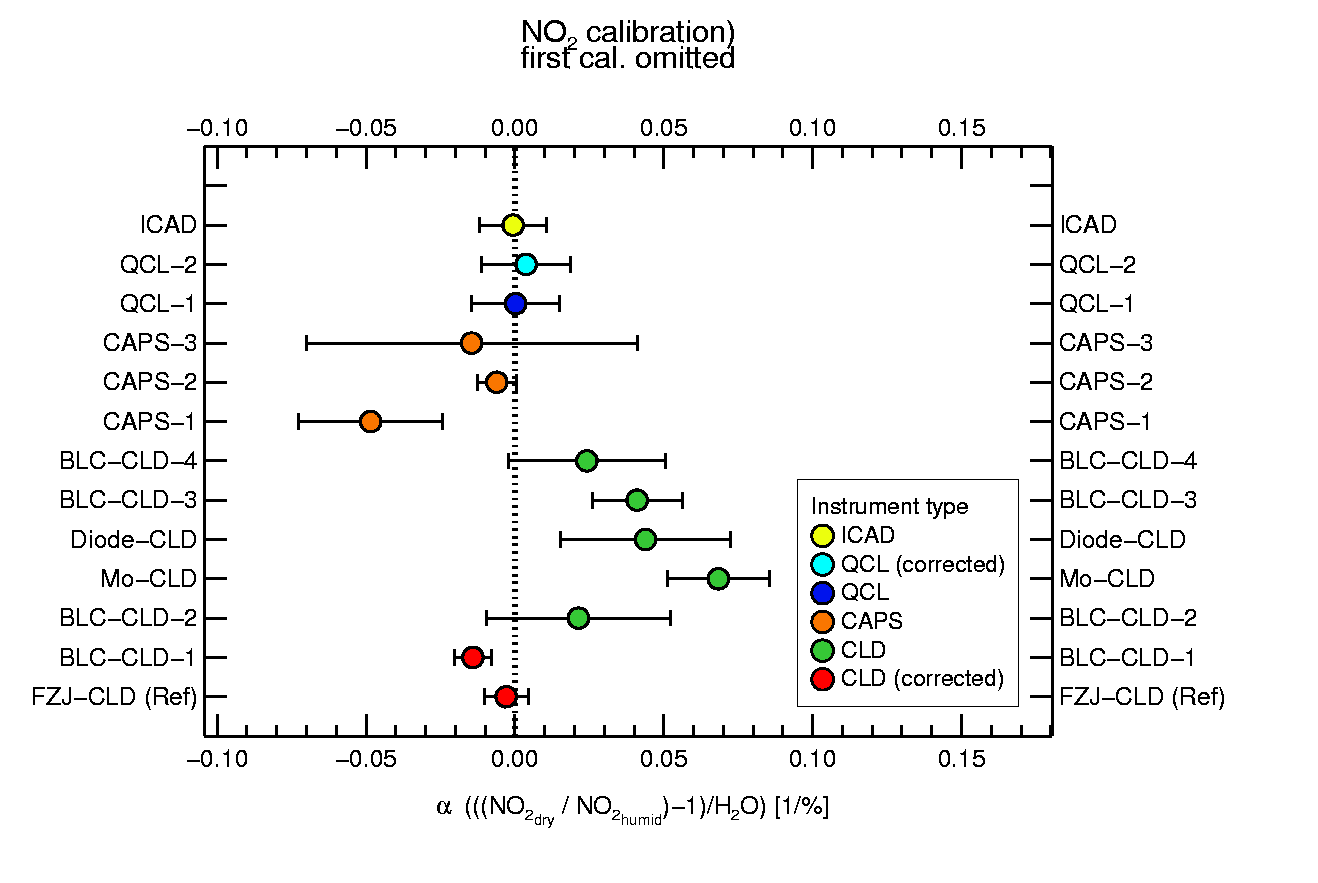 NO2 calibration)
first cal. omitted
−0.10 −0.05 0.00 0.05 0.10 0.15
ICAD ICAD
QCL−2 QCL−2
QCL−1 QCL−1
CAPS−3 CAPS−3
CAPS−2 CAPS−2
CAPS−1 CAPS−1
BLC−CLD−4 BLC−CLD−4
BLC−CLD−3 BLC−CLD−3
Diode−CLD Diode−CLD
Mo−CLD Mo−CLD
BLC−CLD−2 BLC−CLD−2
BLC−CLD−1 BLC−CLD−1
FZJ−CLD (Ref) FZJ−CLD (Ref)
Instrument type
ICAD
QCL (corrected)
QCL
CAPS
CLD
CLD (corrected)
−0.10 −0.05 0.00 0.05 0.10 0.15
α (((NO2dry / NO2humid)−1)/H2O) [1/%]